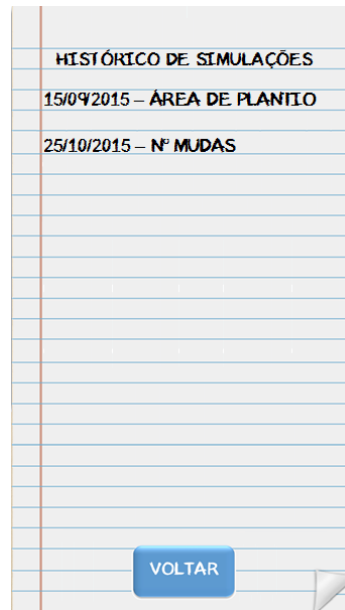 HISTÓRICO DE SIMULAÇÕES
15/09/2015 – ÁREA DE PLANTIO
25/10/2015 – Nº MUDAS
VOLTAR